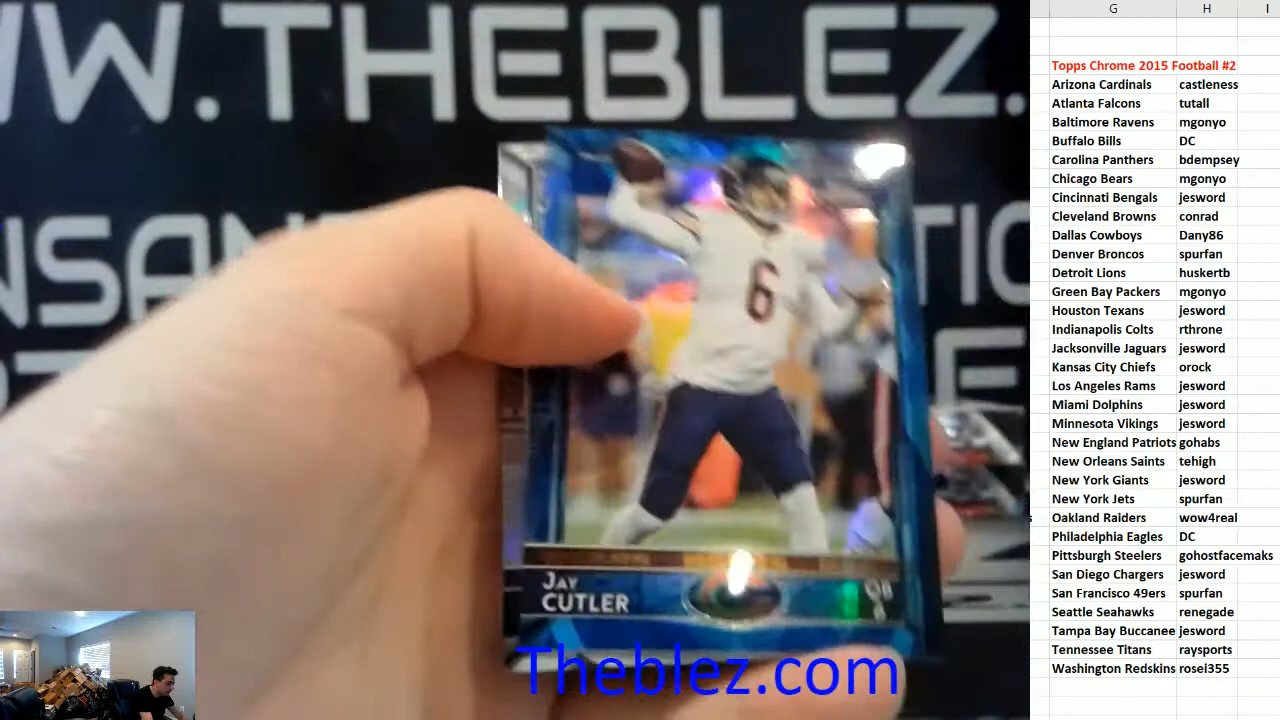 WW.THEBLEZ.
NSAN
TIC
E
6
JAY
CUTLER
QB
6
Theblez.com
G H I
Topps Chrome 2015 Football #2
Arizona Cardinals castleness
Atlanta Falcons tutall
Baltimore Ravens mgonyo
Buffalo Bills DC
Carolina Panthers bdempsey
Chicago Bears mgonyo
Cincinnati Bengals jesword
Cleveland Browns conrad
Dallas Cowboys Dany86
Denver Broncos spurfan
Detroit Lions huskertb
Green Bay Packers mgonyo
Houston Texans jesword
Indianapolis Colts rthrone
Jacksonville Jaguars jesword
Kansas City Chiefs orock
Los Angeles Rams jesword
Miami Dolphins jesword
Minnesota Vikings jesword
New England Patriots gohabs
New Orleans Saints tehigh
New York Giants jesword
New York Jets spurfan
Oakland Raiders wow4real
Philadelphia Eagles DC
Pittsburgh Steelers gohostfacemaks
San Diego Chargers jesword
San Francisco 49ers spurfan
Seattle Seahawks renegade
Tampa Bay Buccanee jesword
Tennessee Titans raysports
Washington Redskins rosei355